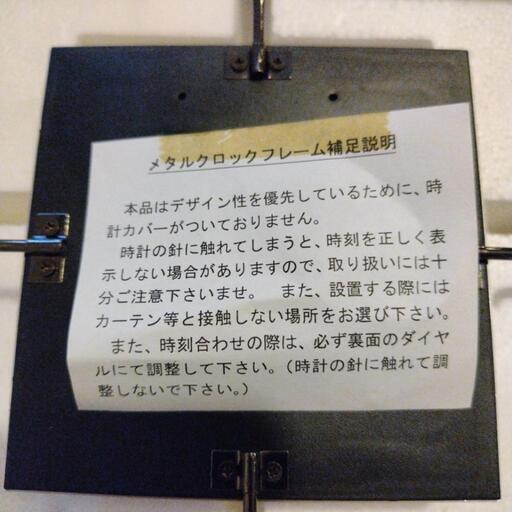 メタルクロックフレーム補足説明
本品はデザイン性を優先しているために、時
計カバーがついておりません。
時計の針に触れてしまうと、時刻を正しく表
示しない場合がありますので、取り扱いには十
分ご注意下さいませ。 また、設置する際には
カーテン等と接触しない場所をお選び下さい。
また、時刻合わせの際は、必ず裏面のダイヤ
ルにて調整して下さい。(時計の針に触れて調
整しないで下さい。)